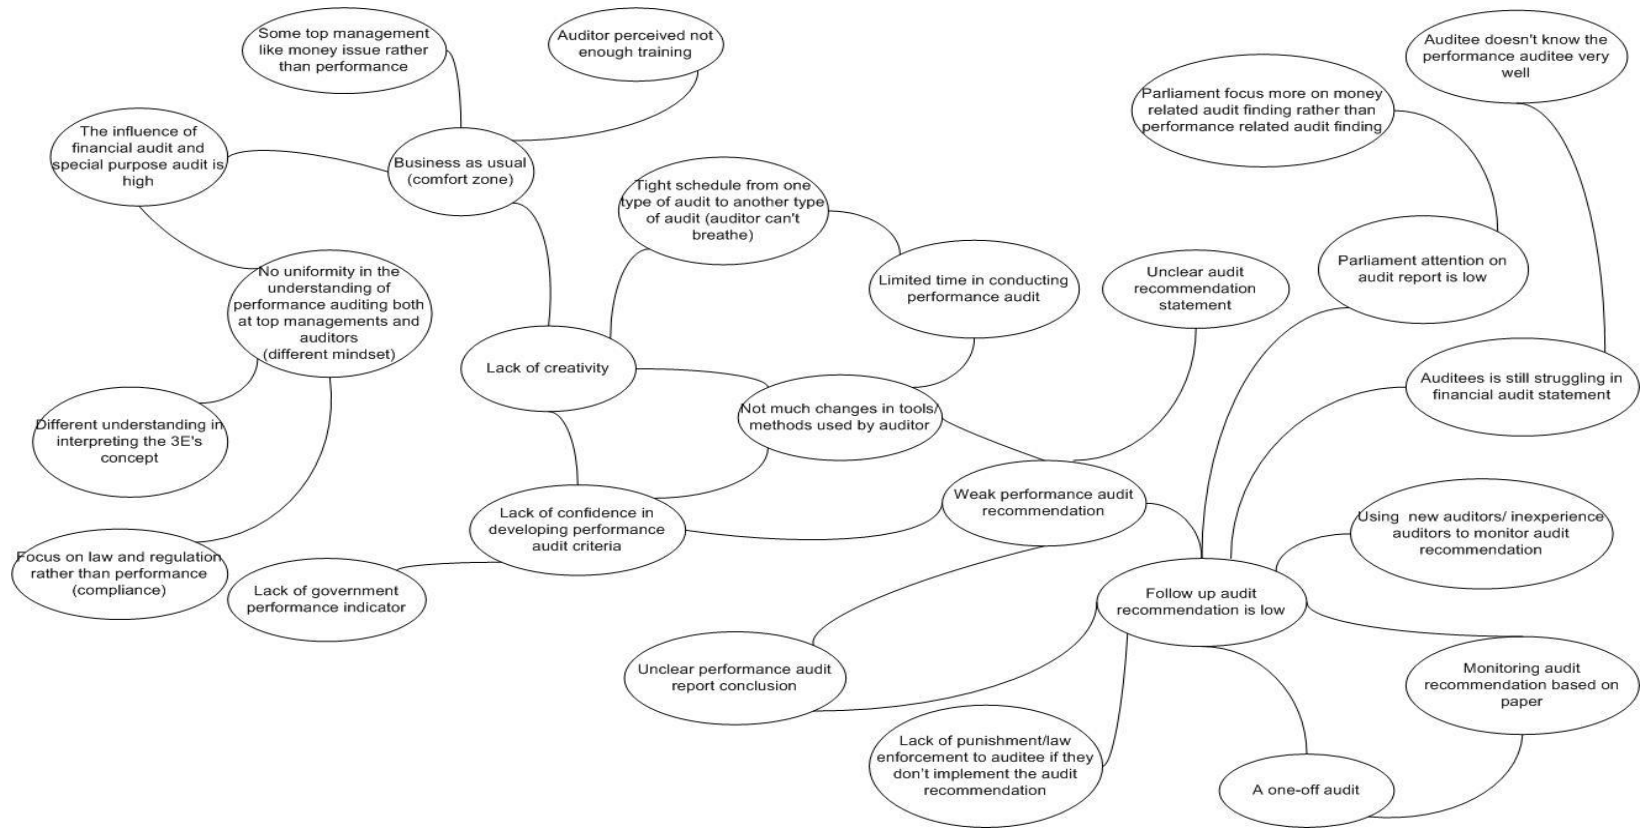 Some top management
like money issue rather
than performance
Auditor perceived not
enough training
Auditee doesn't know the
performance auditee very
well
Parliament focus more on money
related audit finding rather than
performance related audit finding
The influence of
financial audit and
special purpose audit is
high
Business as usual
(comfort zone)
Tight schedule from one
type of audit to another type
of audit (auditor can't
breathe)
Limited time in conducting
performance audit
Unclear audit
recommendation
statement
Parliament attention on
audit report is low
No uniformity in the
understanding of
performance auditing both
at top managements and
auditors
(different mindset)
Lack of creativity
Not much changes in tools/
methods used by auditor
Auditees is still struggling in
financial audit statement
Different understanding in
interpreting the 3E's
concept
Lack of confidence in
developing performance
audit criteria
Weak performance audit
recommendation
Using new auditors/ inexperience
auditors to monitor audit
recommendation
Focus on law and regulation
rather than performance
(compliance)
Lack of government
performance indicator
Follow up audit
recommendation is low
Unclear performance audit
report conclusion
Monitoring audit
recommendation based on
paper
Lack of punishment/law
enforcement to auditee if they
don't implement the audit
recommendation
A one-off audit